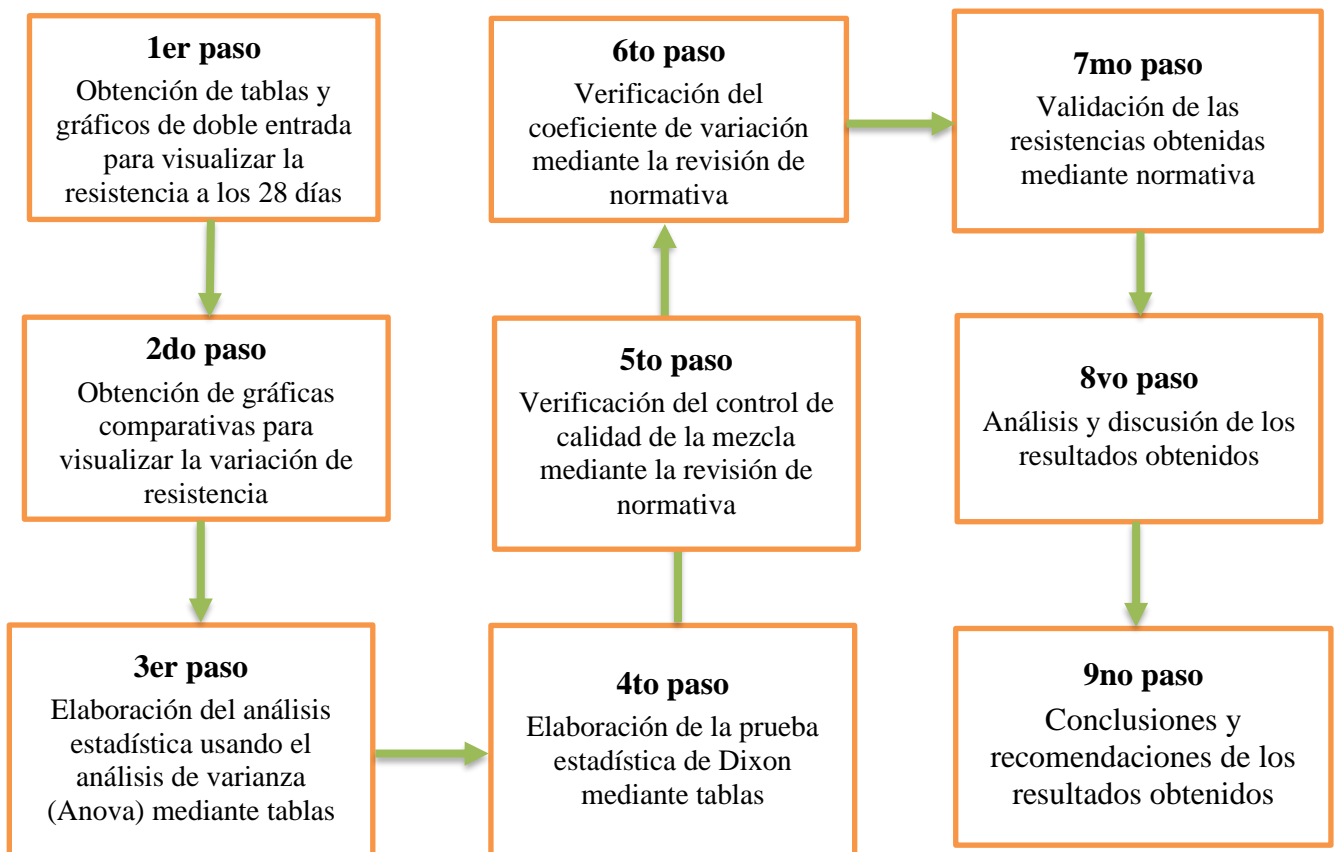 1er paso
Obtención de tablas y
gráficos de doble entrada
para visualizar la
resistencia a los 28 días
2do paso
Obtención de gráficas
comparativas para
visualizar la variación de
resistencia
3er paso
Elaboración del análisis
estadística usando el
análisis de varianza
(Anova) mediante tablas
4to paso
Elaboración de la prueba
estadística de Dixon
mediante tablas
5to paso
Verificación del control de
calidad de la mezcla
mediante la revisión de
normativa
6to paso
Verificación del
coeficiente de variación
mediante la revisión de
normativa
7mo paso
Validación de las
resistencias obtenidas
mediante normativa
8vo paso
Análisis y discusión de los
resultados obtenidos
9no paso
Conclusiones y
recomendaciones de los
resultados obtenidos